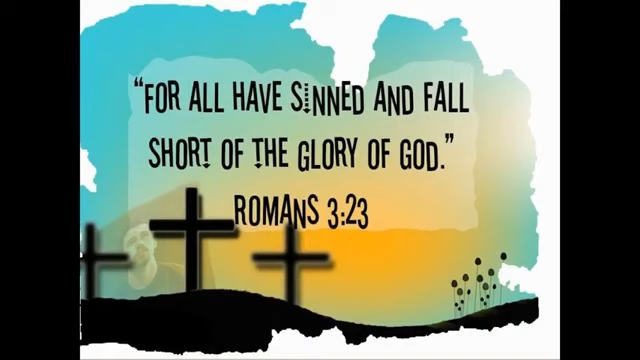 “FOR ALL HAVE SINNED AND FALL
SHORT OF THE GLORY OF GOD.”
ROMANS 3:23